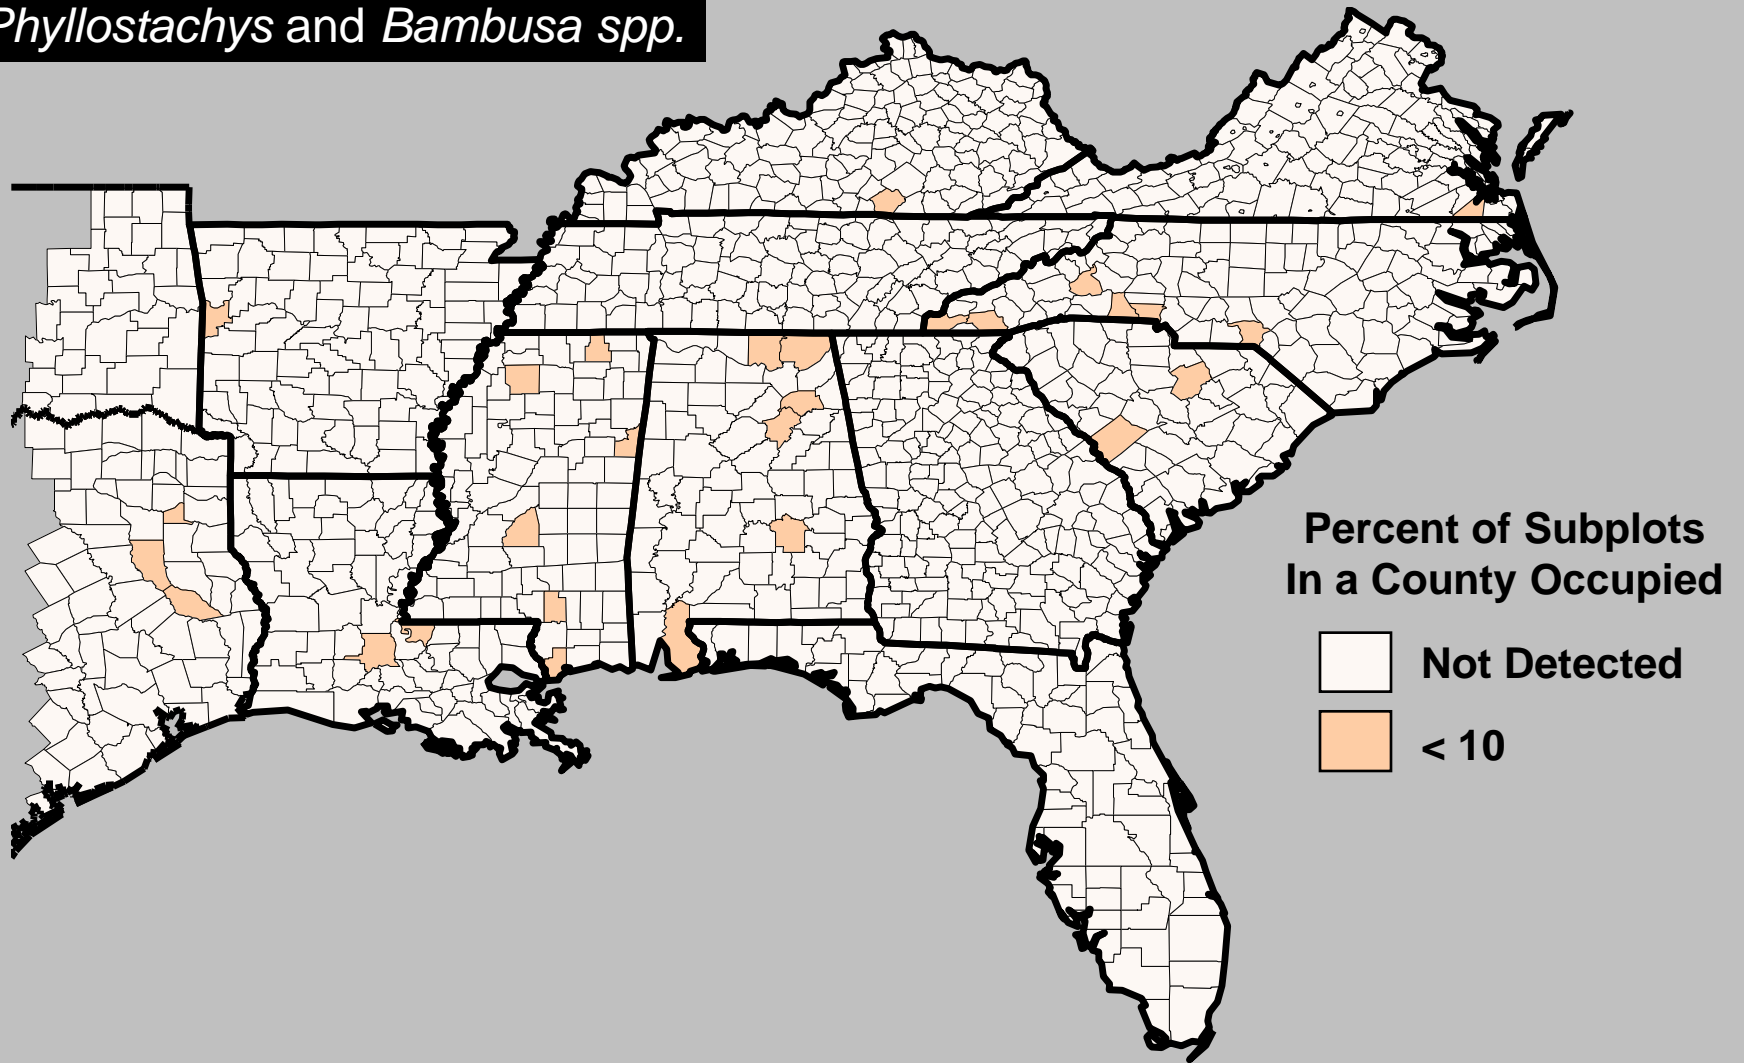 Phyllostachys and Bambusa spp.
Percent of Subplots
In a County Occupied
Not Detected
< 10